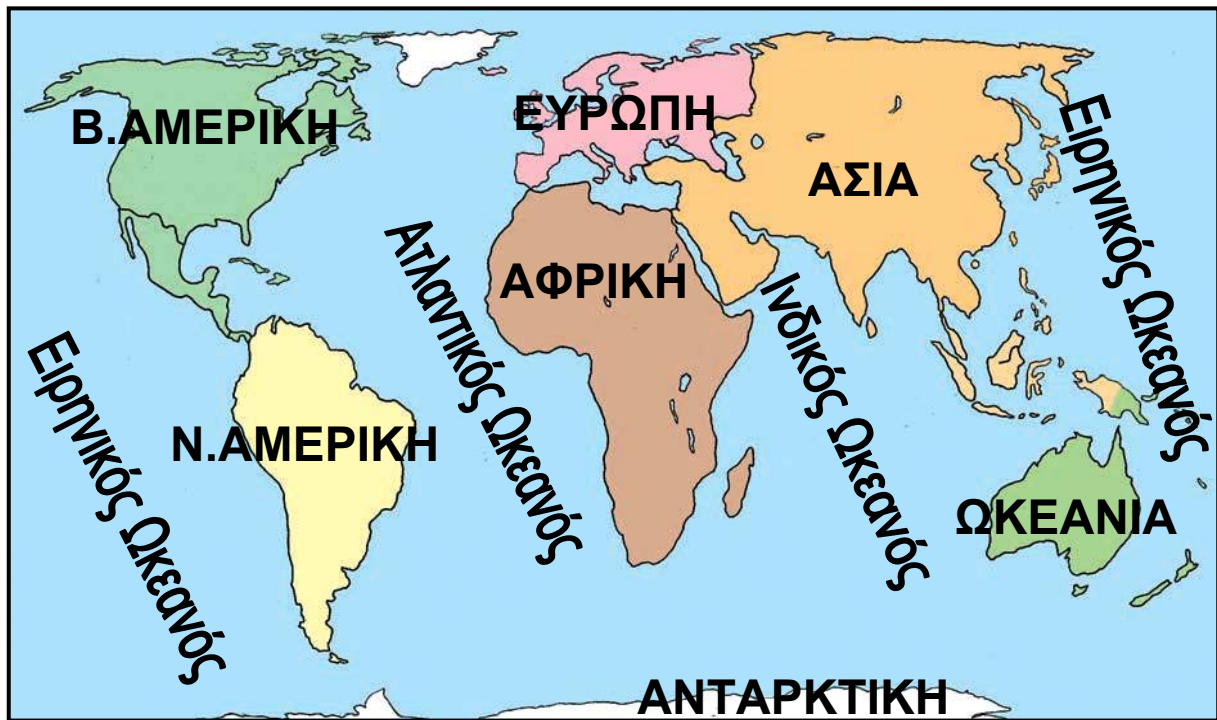 Β.ΑΜΕΡΙΚΗ
ΕΥΡΩΠΗ
ΑΣΙΑ
Ειρηνικός Ωκεανός
Ατλαντικός Ωκεανός
ΑΦΡΙΚΗ
Ινδικός Ωκεανός
Ειρηνικός Ωκεανός
Ν.ΑΜΕΡΙΚΗ
ΩΚΕΑΝΙΑ
ΑΝΤΑΡΚΤΙΚΗ